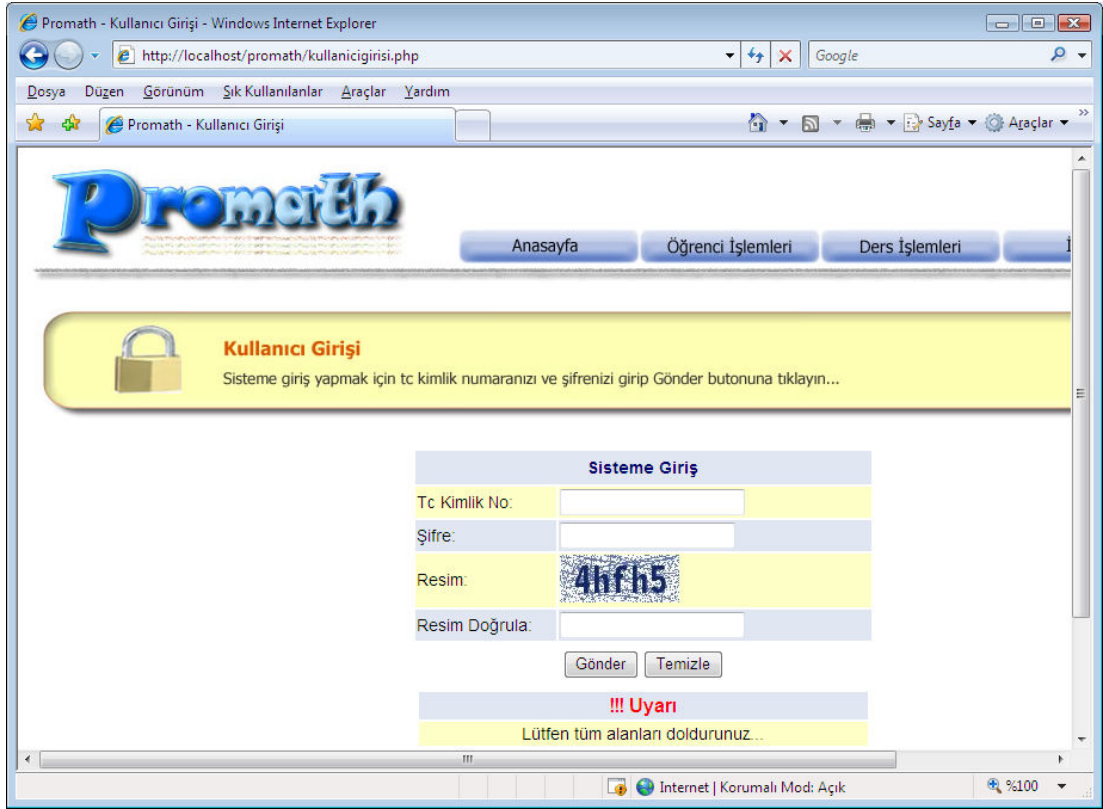 Promath - Kullanıcı Girişi - Windows Internet Explorer
http://localhost/promath/kullanicigirisi.php
Google
Dosya Düzen Görünüm Sık Kullanılanlar Araçlar Yardım
Promath - Kullanıcı Girişi
Sayfa Araçlar
Promath
Anasayfa Öğrenci İşlemleri Ders İşlemleri İ
Kullanıcı Girişi
Sisteme giriş yapmak için tc kimlik numaranızı ve şifrenizi girip Gönder butonuna tıklayın...
Sisteme Giriş
Tc Kimlik No:
Şifre:
Resim: 4hfh5
Resim Doğrula:
Gönder Temizle
!!! Uyarı
Lütfen tüm alanları doldurunuz...
Internet | Korumalı Mod: Açık %100